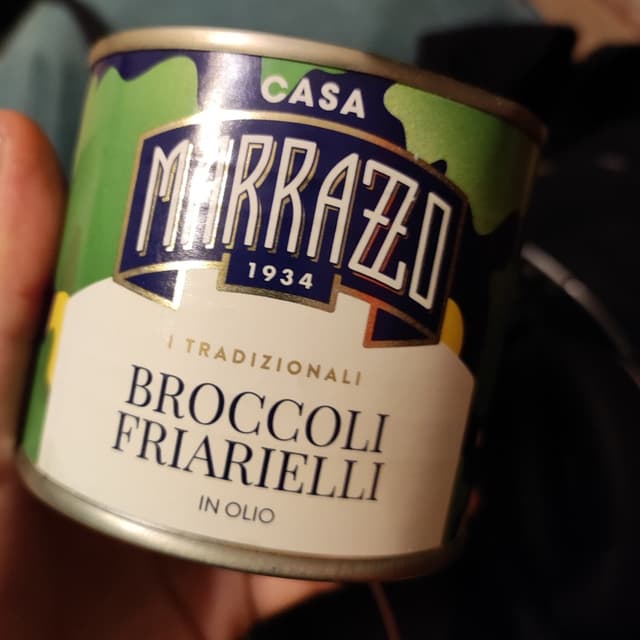 CASA
MARRAZZO
1934
I TRADIZIONALI
BROCCOLI
FRIARIELLI
IN OLIO